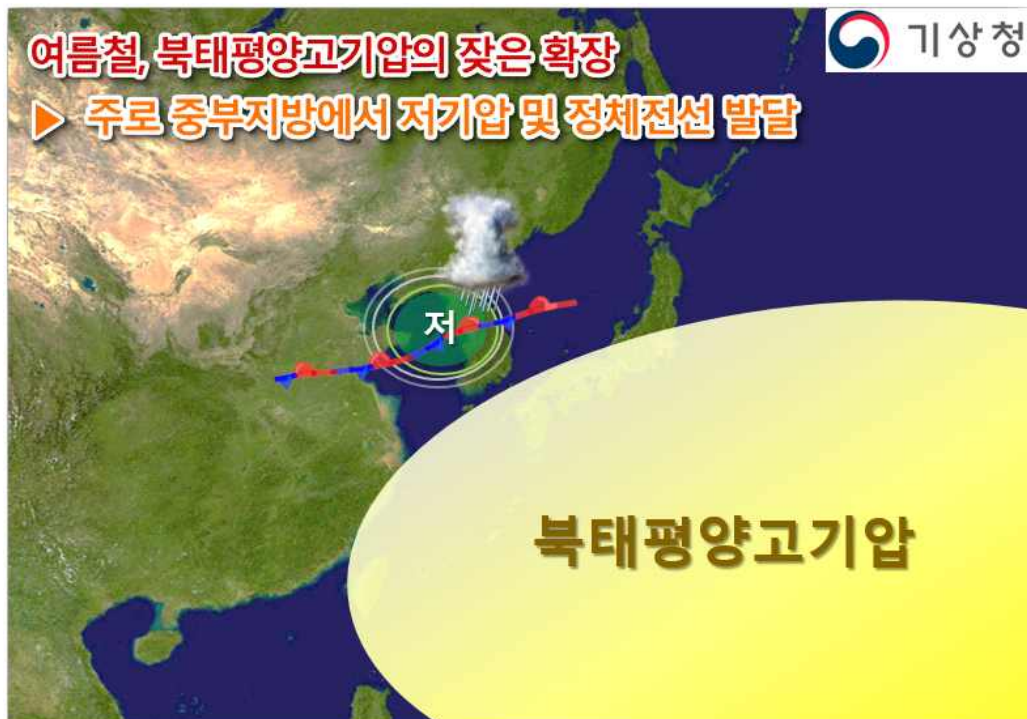 여름철, 북태평양고기압의 잦은 확장
기상청
▶ 주로 중부지방에서 저기압 및 정체전선 발달
저
북태평양고기압